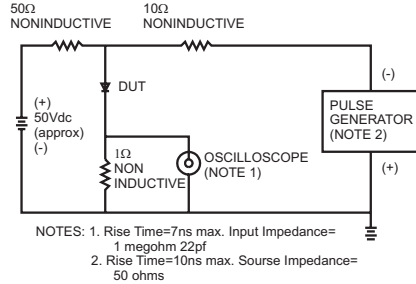 50Ω
NONINDUCTIVE
10Ω
NONINDUCTIVE
DUT
(+)
50Vdc
(approx)
(-)
1Ω
NON
INDUCTIVE
OSCILLOSCOPE
(NOTE 1)
(-)
PULSE
GENERATOR
(NOTE 2)
(+)
NOTES: 1. Rise Time=7ns max. Input Impedance=
1 megohm 22pf
2. Rise Time=10ns max. Sourse Impedance=
50 ohms